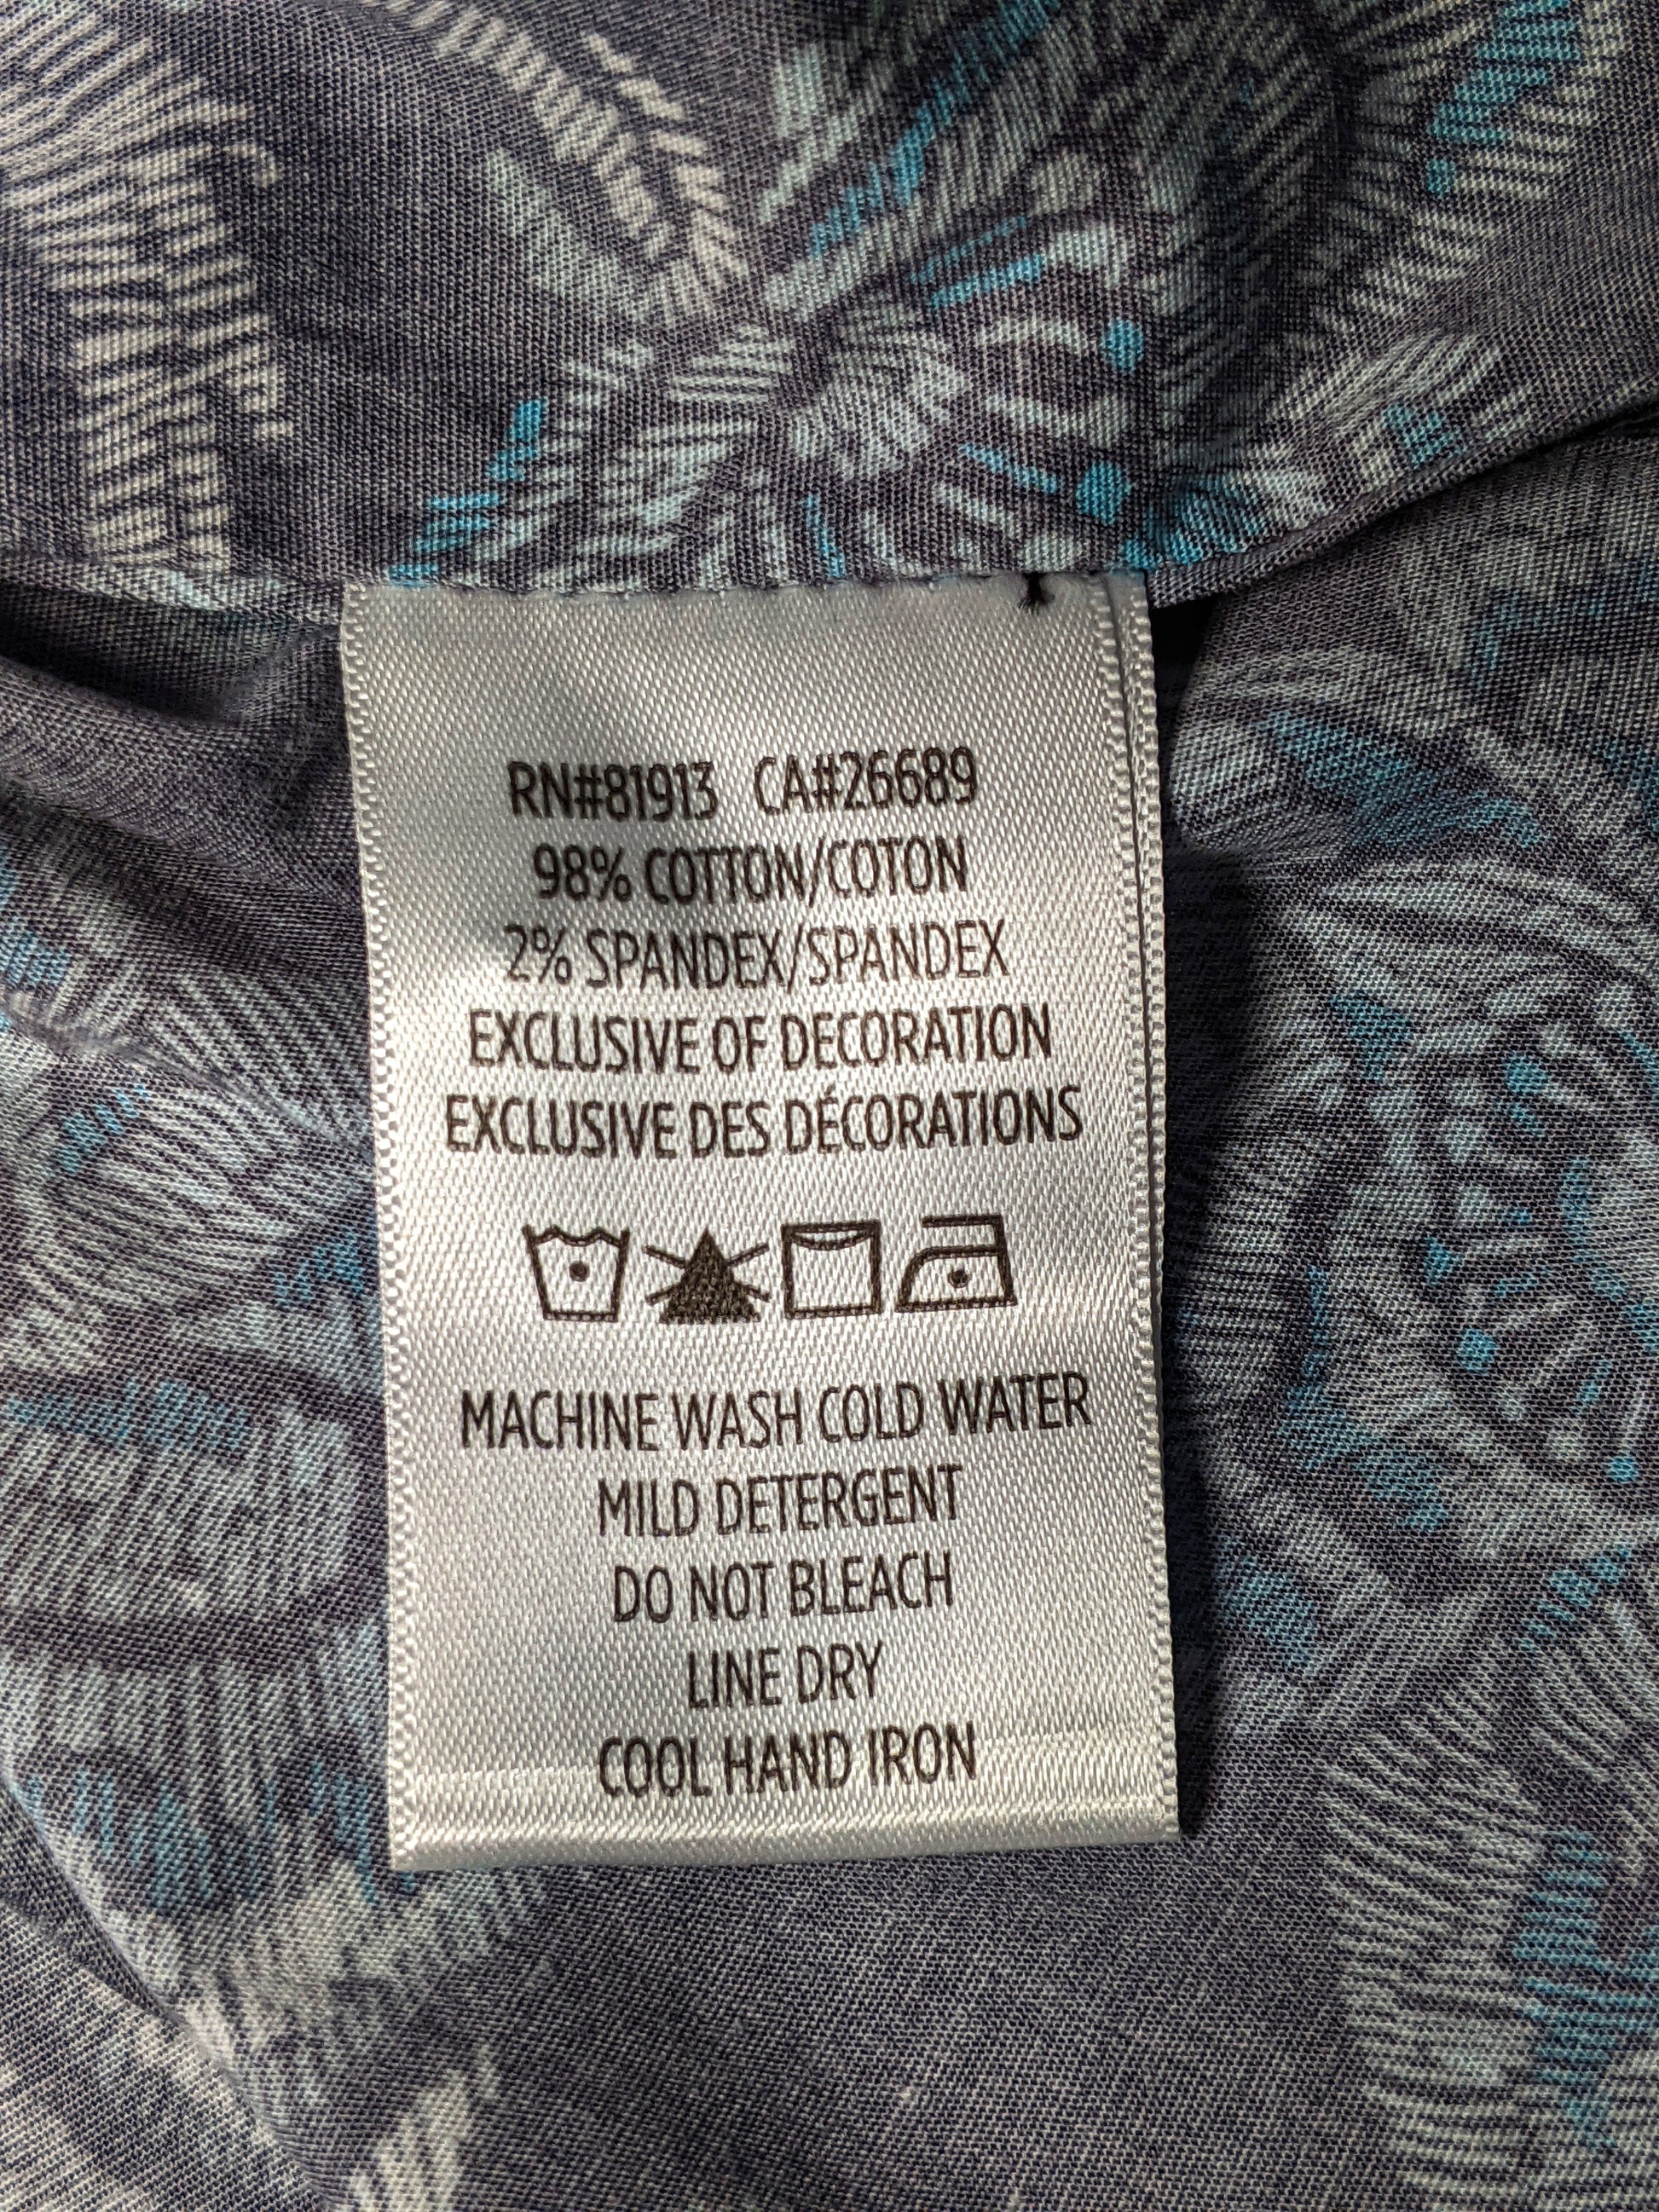 RN#81913 CA#26689
98% COTTON/COTON
2% SPANDEX/SPANDEX
EXCLUSIVE OF DECORATION
EXCLUSIVE DES DÉCORATIONS
MACHINE WASH COLD WATER
MILD DETERGENT
DO NOT BLEACH
LINE DRY
COOL HAND IRON